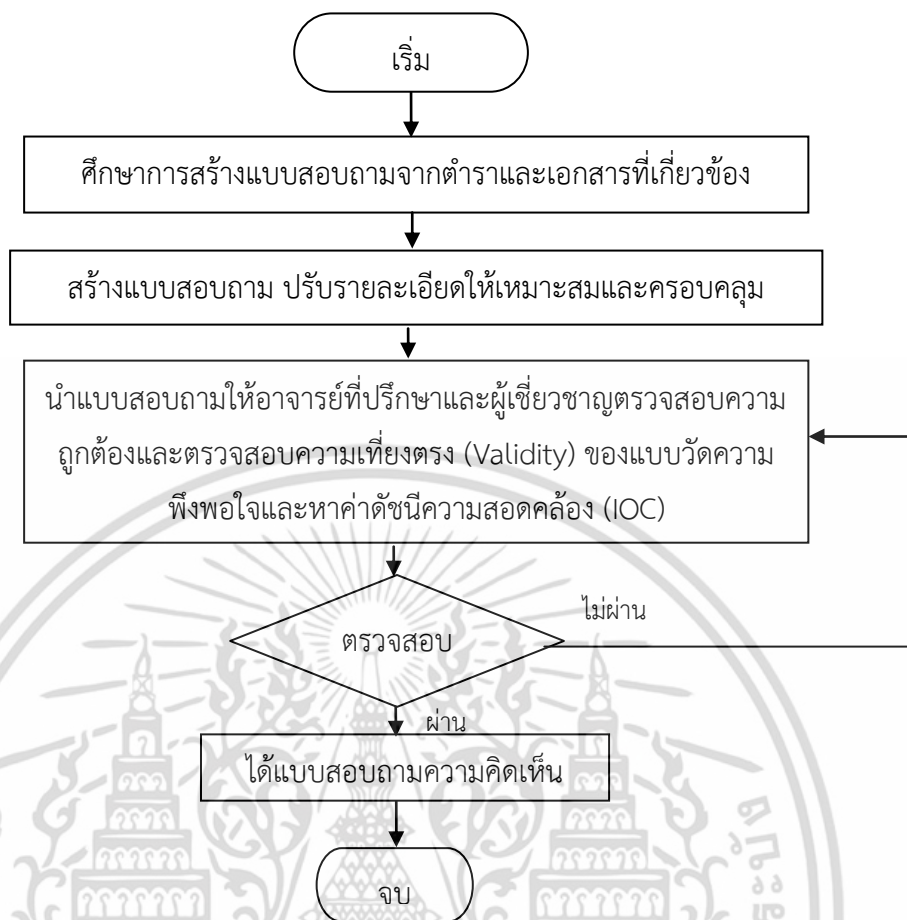 เริ่ม
ศึกษาการสร้างแบบสอบถามจากตำราและเอกสารที่เกี่ยวข้อง
สร้างแบบสอบถาม ปรับรายละเอียดให้เหมาะสมและครอบคลุม
นำแบบสอบถามให้อาจารย์ที่ปรึกษาและผู้เชี่ยวชาญตรวจสอบความ
ถูกต้องและตรวจสอบความเที่ยงตรง (Validity) ของแบบวัดความ
พึงพอใจและหาค่าดัชนีความสอดคล้อง (IOC)
ไม่ผ่าน
ตรวจสอบ
ผ่าน
ได้แบบสอบถามความคิดเห็น
จบ